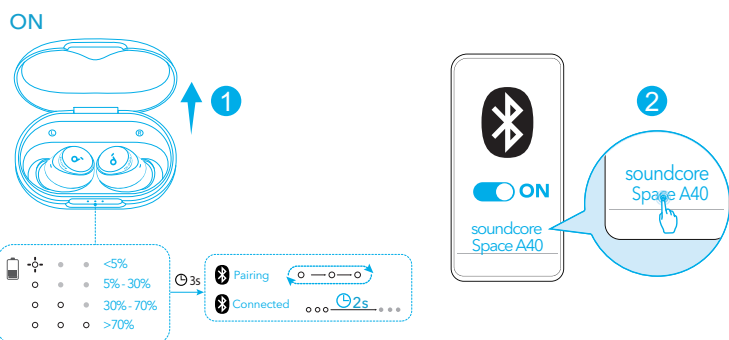 ON
1
L
R
<5%
5% - 30%
30% - 70%
>70%
3s
Pairing
Connected
2s
ON
soundcore
Space A40
2
soundcore
Space A40